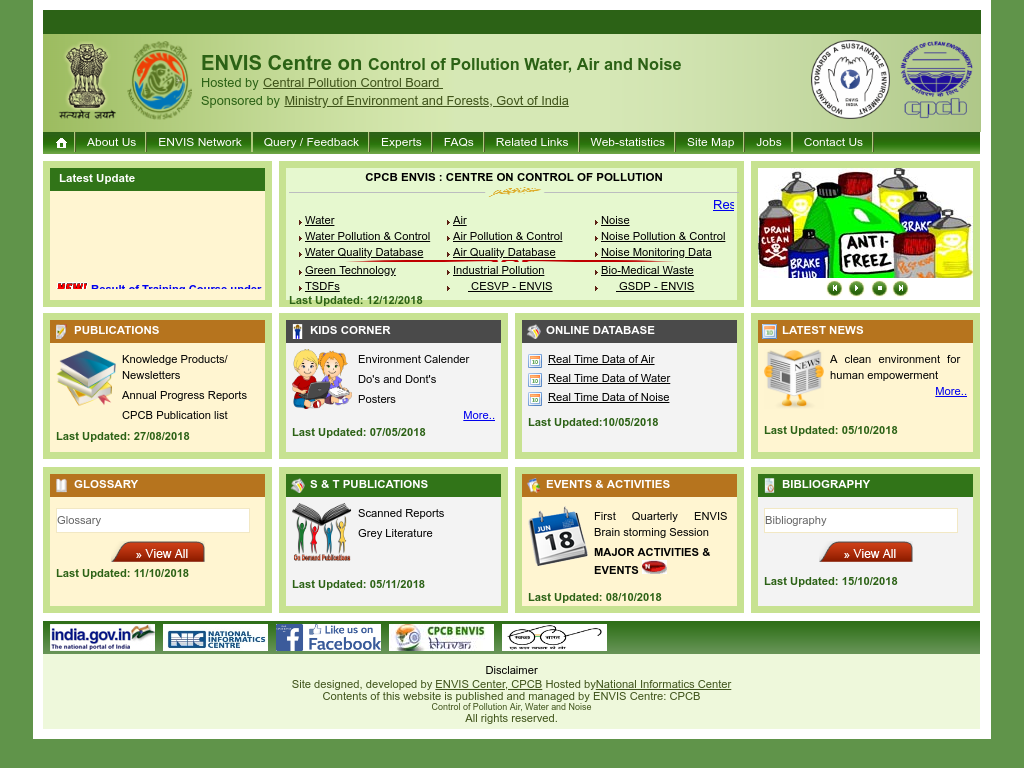 ENVIS Centre on Control of Pollution Water, Air and Noise
Hosted by Central Pollution Control Board
Sponsored by Ministry of Environment and Forests, Govt of India
सत्यमेव जयते
WORKING TOWARDS A SUSTAINABLE ENVIRONMENT
ENVIS
INDIA
IN PURSUIT OF CLEAN ENVIRONMENT
cpcb
About Us
ENVIS Network
Query / Feedback
Experts
FAQs
Related Links
Web-statistics
Site Map
Jobs
Contact Us
Latest Update
NEW! Result of Training Course under
CPCB ENVIS : CENTRE ON CONTROL OF POLLUTION
Res
Water
Air
Noise
Water Pollution & Control
Air Pollution & Control
Noise Pollution & Control
Water Quality Database
Air Quality Database
Noise Monitoring Data
Green Technology
Industrial Pollution
Bio-Medical Waste
TSDFs
CESVP - ENVIS
GSDP - ENVIS
Last Updated: 12/12/2018
DRAIN
CLEAN
BRAKE
FLUID
ANTI-
FREEZ
BRAKE
PUBLICATIONS
Knowledge Products/
Newsletters
Annual Progress Reports
CPCB Publication list
Last Updated: 27/08/2018
KIDS CORNER
Environment Calender
Do's and Dont's
Posters
More..
Last Updated: 07/05/2018
ONLINE DATABASE
Real Time Data of Air
Real Time Data of Water
Real Time Data of Noise
Last Updated:10/05/2018
LATEST NEWS
NEWS
A clean environment for
human empowerment
More..
Last Updated: 05/10/2018
GLOSSARY
Glossary
» View All
Last Updated: 11/10/2018
S & T PUBLICATIONS
On Demand Publications
Scanned Reports
Grey Literature
Last Updated: 05/11/2018
EVENTS & ACTIVITIES
JUN
18
First Quarterly ENVIS
Brain storming Session
MAJOR ACTIVITIES &
EVENTS
Last Updated: 08/10/2018
BIBLIOGRAPHY
Bibliography
» View All
Last Updated: 15/10/2018
india.gov.in
The national portal of India
NIC NATIONAL
INFORMATICS
CENTRE
Like us on
Facebook
CPCB ENVIS
bhuvan
स्वच्छ भारत
एक कदम स्वच्छता की ओर
Disclaimer
Site designed, developed by ENVIS Center, CPCB Hosted byNational Informatics Center
Contents of this website is published and managed by ENVIS Centre: CPCB
Control of Pollution Air, Water and Noise
All rights reserved.